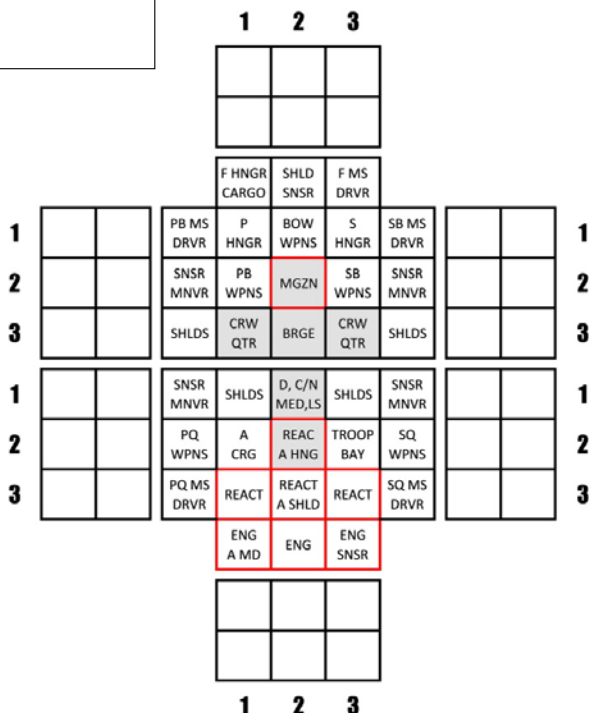 1 2 3
F HNGR SHLD F MS
CARGO SNSR DRVR
1 PB MS P BOW S SB MS 1
DRVR HNGR WPNS HNGR DRVR
2 SNSR PB MGZN SB SNSR 2
MNVR WPNS WPNS MNVR
3 SHLDS CRW BRGE CRW SHLDS 3
QTR QTR
1 SNSR SHLDS D, C/N SHLDS SNSR 1
MNVR MED,LS MNVR
2 PQ A REAC TROOP SQ 2
WPNS CRG A HNG BAY WPNS
3 PQ MS REACT REACT REACT SQ MS 3
DRVR A SHLD DRVR
ENG ENG ENG
A MD SNSR
1 2 3